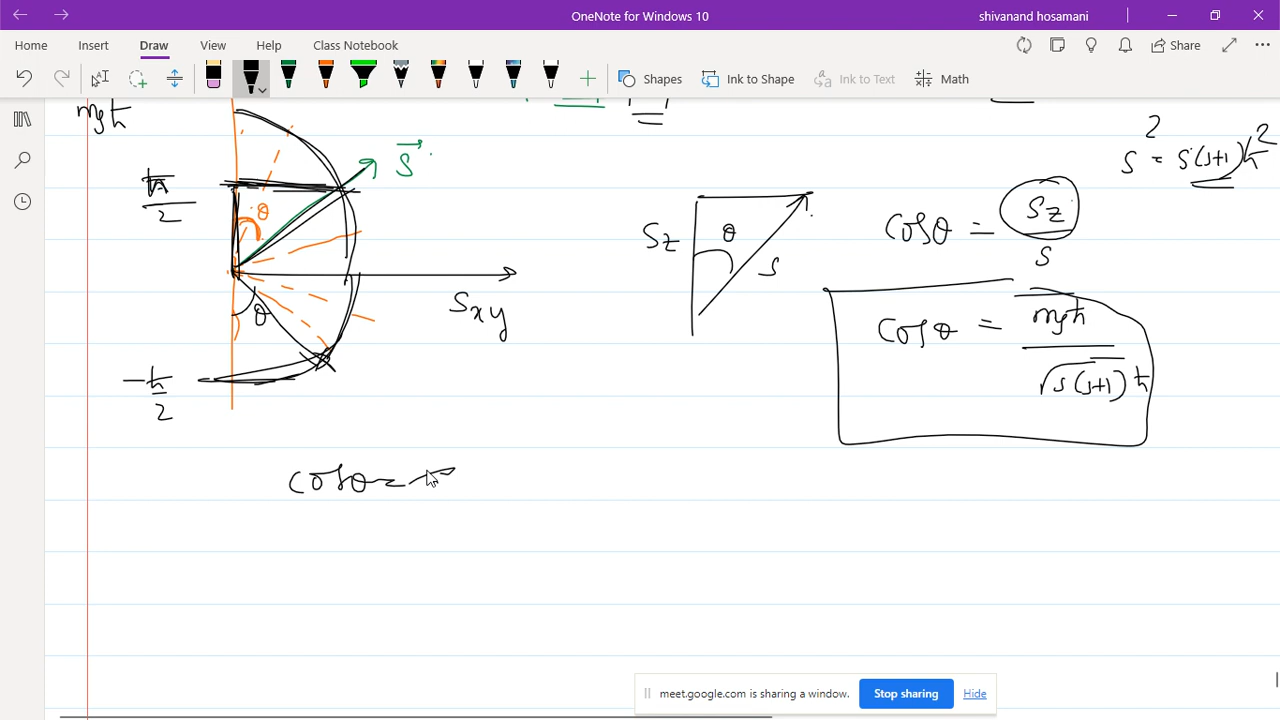 OneNote for Windows 10
shivanand hosamani
Home Insert Draw View Help Class Notebook
Share
Shapes
Ink to Shape
Ink to Text
Math
msħ
ħ/2
θ
S⃗
θ
Sxy
-ħ/2
Sz
θ
S
S² = s(s+1)ħ²
cosθ = Sz/S
cosθ = msħ/√s(s+1) ħ
cosθ =
meet.google.com is sharing a window.
Stop sharing
Hide